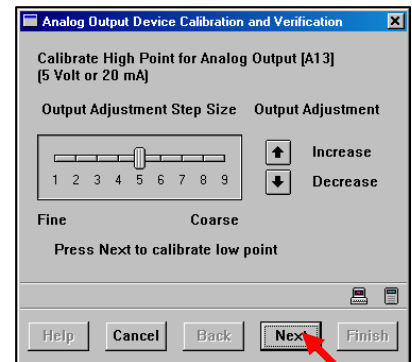 Analog Output Device Calibration and Verification
Calibrate High Point for Analog Output [A13]
(5 Volt or 20 mA)
Output Adjustment Step Size Output Adjustment
Increase
1 2 3 4 5 6 7 8 9 Decrease
Fine Coarse
Press Next to calibrate low point
Help Cancel Back Next Finish